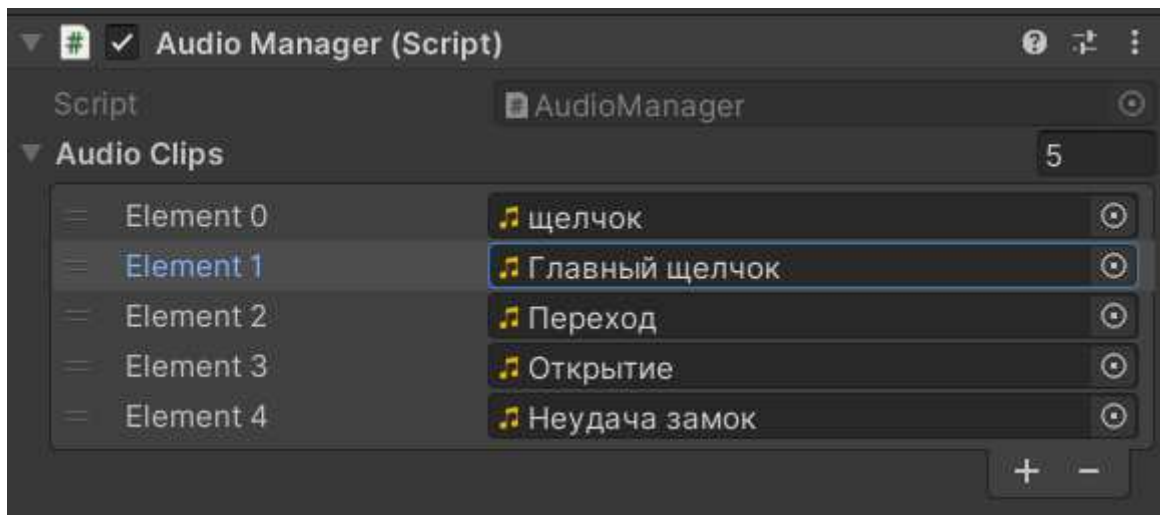 Audio Manager (Script)
Script AudioManager
Audio Clips 5
Element 0 щелчок
Element 1 Главный щелчок
Element 2 Переход
Element 3 Открытие
Element 4 Неудача замок